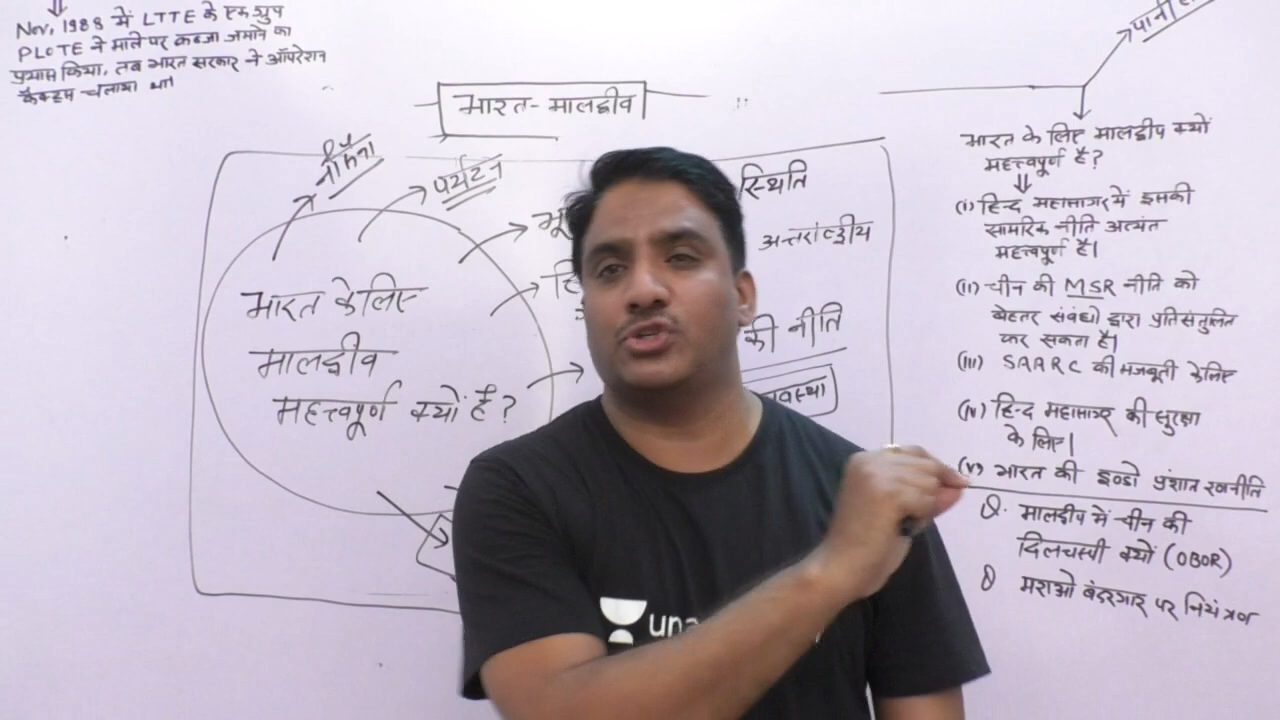 Nov, 1988 में LTTE के एक ग्रुप
PLOTE ने माले पर कब्जा जमाने का
प्रयास किया, तब भारत सरकार ने ऑपरेशन
कैक्टस चलाया था
भारत-मालद्वीव
पर्यटन
स्थिति
अन्तर्राष्ट्रीय
की नीति
भारत के लिए
मालद्वीव
महत्त्वपूर्ण क्यों है?
भारत के लिए मालद्वीप क्यों
महत्त्वपूर्ण है?
(i) हिन्द महासागर में इसकी
सामरिक नीति अत्यंत
महत्त्वपूर्ण है।
(ii) चीन की MSR नीति को
बेहतर संबंधो द्वारा प्रतिसंतुलित
कर सकता है।
(iii) SAARC की मजबूती के लिए
(iv) हिन्द महासागर की सुरक्षा
के लिए।
(v) भारत की इण्डो प्रशांत रणनीति
Q. मालदीप में चीन की
दिलचस्पी क्यों (OBOR)
Q मराओ बंदरगाह पर नियंत्रण
una